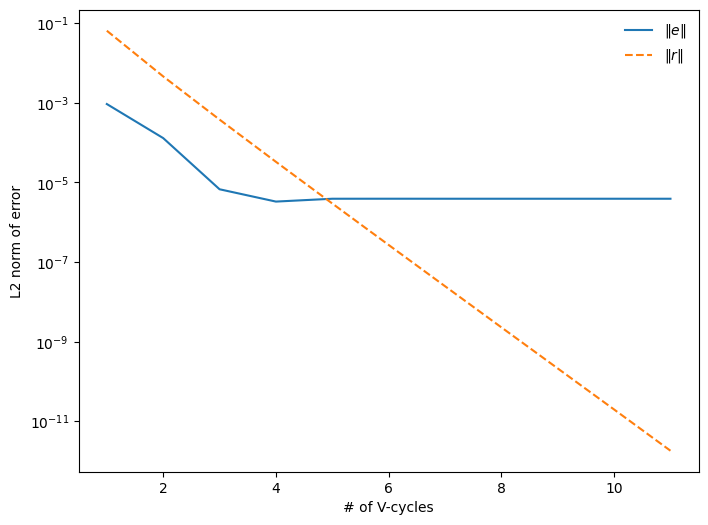 10⁻¹
10⁻³
10⁻⁵
10⁻⁷
10⁻⁹
10⁻¹¹
L2 norm of error
2 4 6 8 10
# of V-cycles
‖e‖
‖r‖